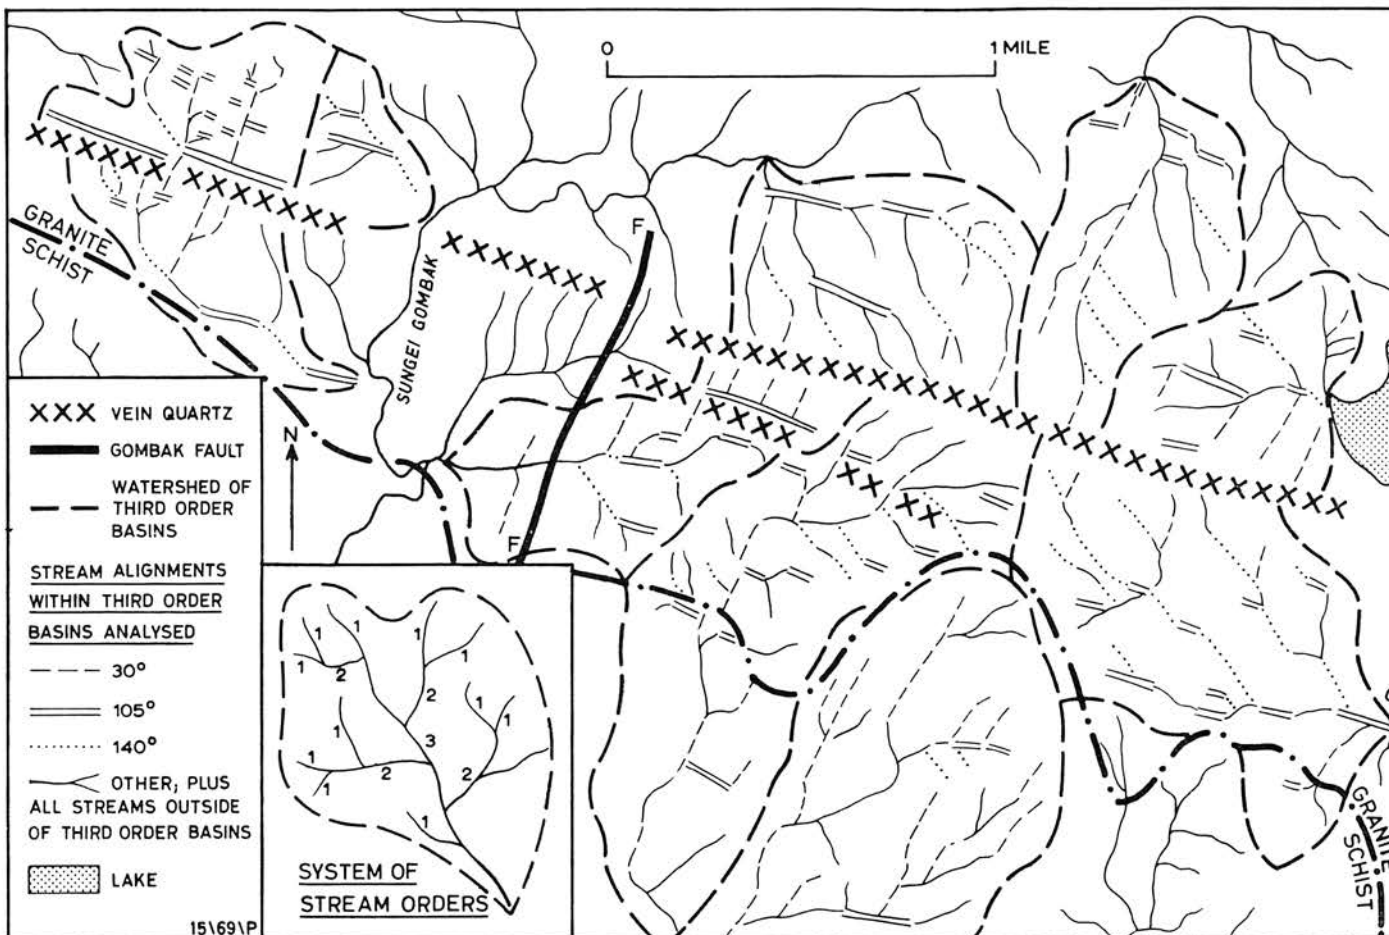 0
1 MILE
GRANITE
SCHIST
F
SUNGEI GOMBAK
F
XXX VEIN QUARTZ
GOMBAK FAULT
WATERSHED OF
THIRD ORDER
BASINS
N
STREAM ALIGNMENTS
WITHIN THIRD ORDER
BASINS ANALYSED
30°
105°
140°
OTHER; PLUS
ALL STREAMS OUTSIDE
OF THIRD ORDER BASINS
LAKE
15\69\P
1
1
1
1
1
2
1
1
1
2
1
3
1
2
2
1
1
SYSTEM OF
STREAM ORDERS
GRANITE
SCHIST